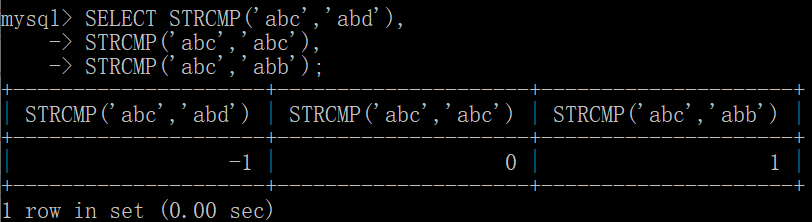 mysql> SELECT STRCMP('abc','abd'),
    -> STRCMP('abc','abc'),
    -> STRCMP('abc','abb');
+---------------------+---------------------+---------------------+
| STRCMP('abc','abd') | STRCMP('abc','abc') | STRCMP('abc','abb') |
+---------------------+---------------------+---------------------+
|                  -1 |                   0 |                   1 |
+---------------------+---------------------+---------------------+
1 row in set (0.00 sec)